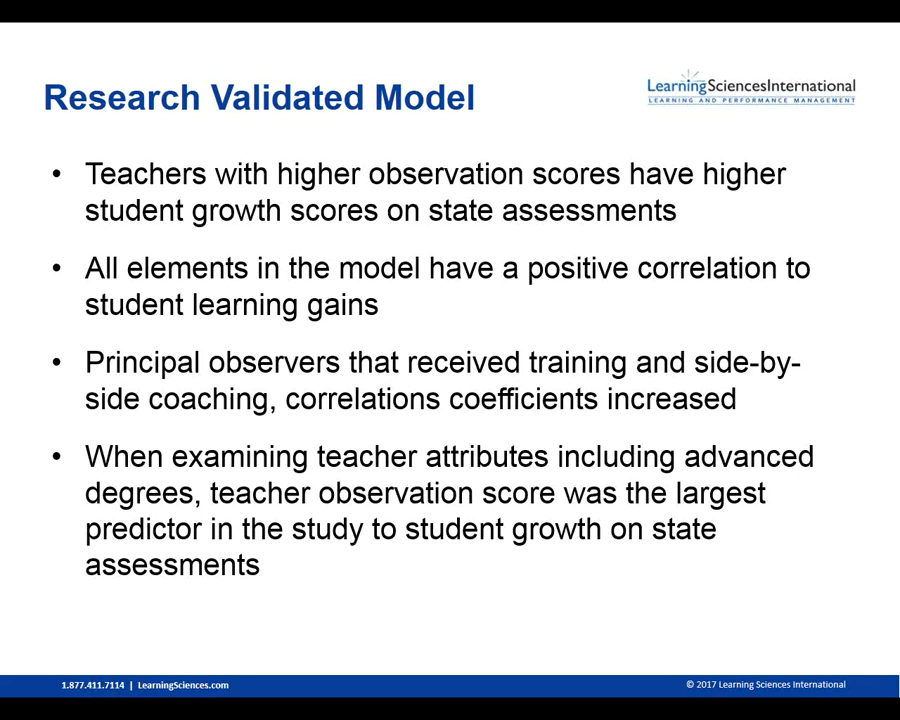 Research Validated Model
LearningSciencesInternational
LEARNING AND PERFORMANCE MANAGEMENT
• Teachers with higher observation scores have higher
student growth scores on state assessments
• All elements in the model have a positive correlation to
student learning gains
• Principal observers that received training and side-by-
side coaching, correlations coefficients increased
• When examining teacher attributes including advanced
degrees, teacher observation score was the largest
predictor in the study to student growth on state
assessments
1.877.411.7114 | LearningSciences.com
© 2017 Learning Sciences International